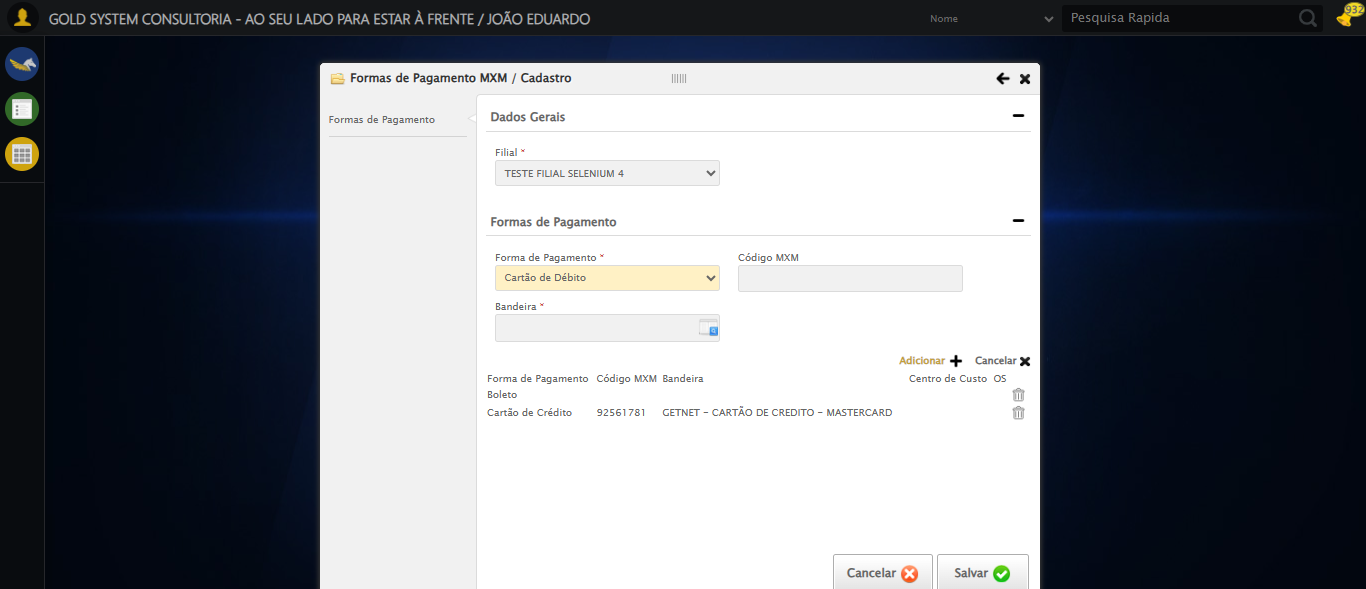 GOLD SYSTEM CONSULTORIA - AO SEU LADO PARA ESTAR À FRENTE / JOÃO EDUARDO
Nome
Pesquisa Rapida
932
Formas de Pagamento MXM / Cadastro
Formas de Pagamento
Dados Gerais
Filial *
TESTE FILIAL SELENIUM 4
Formas de Pagamento
Forma de Pagamento * Código MXM
Cartão de Débito
Bandeira *
Adicionar Cancelar
Forma de Pagamento Código MXM Bandeira Centro de Custo OS
Boleto
Cartão de Crédito 92561781 GETNET - CARTÃO DE CREDITO - MASTERCARD
Cancelar Salvar